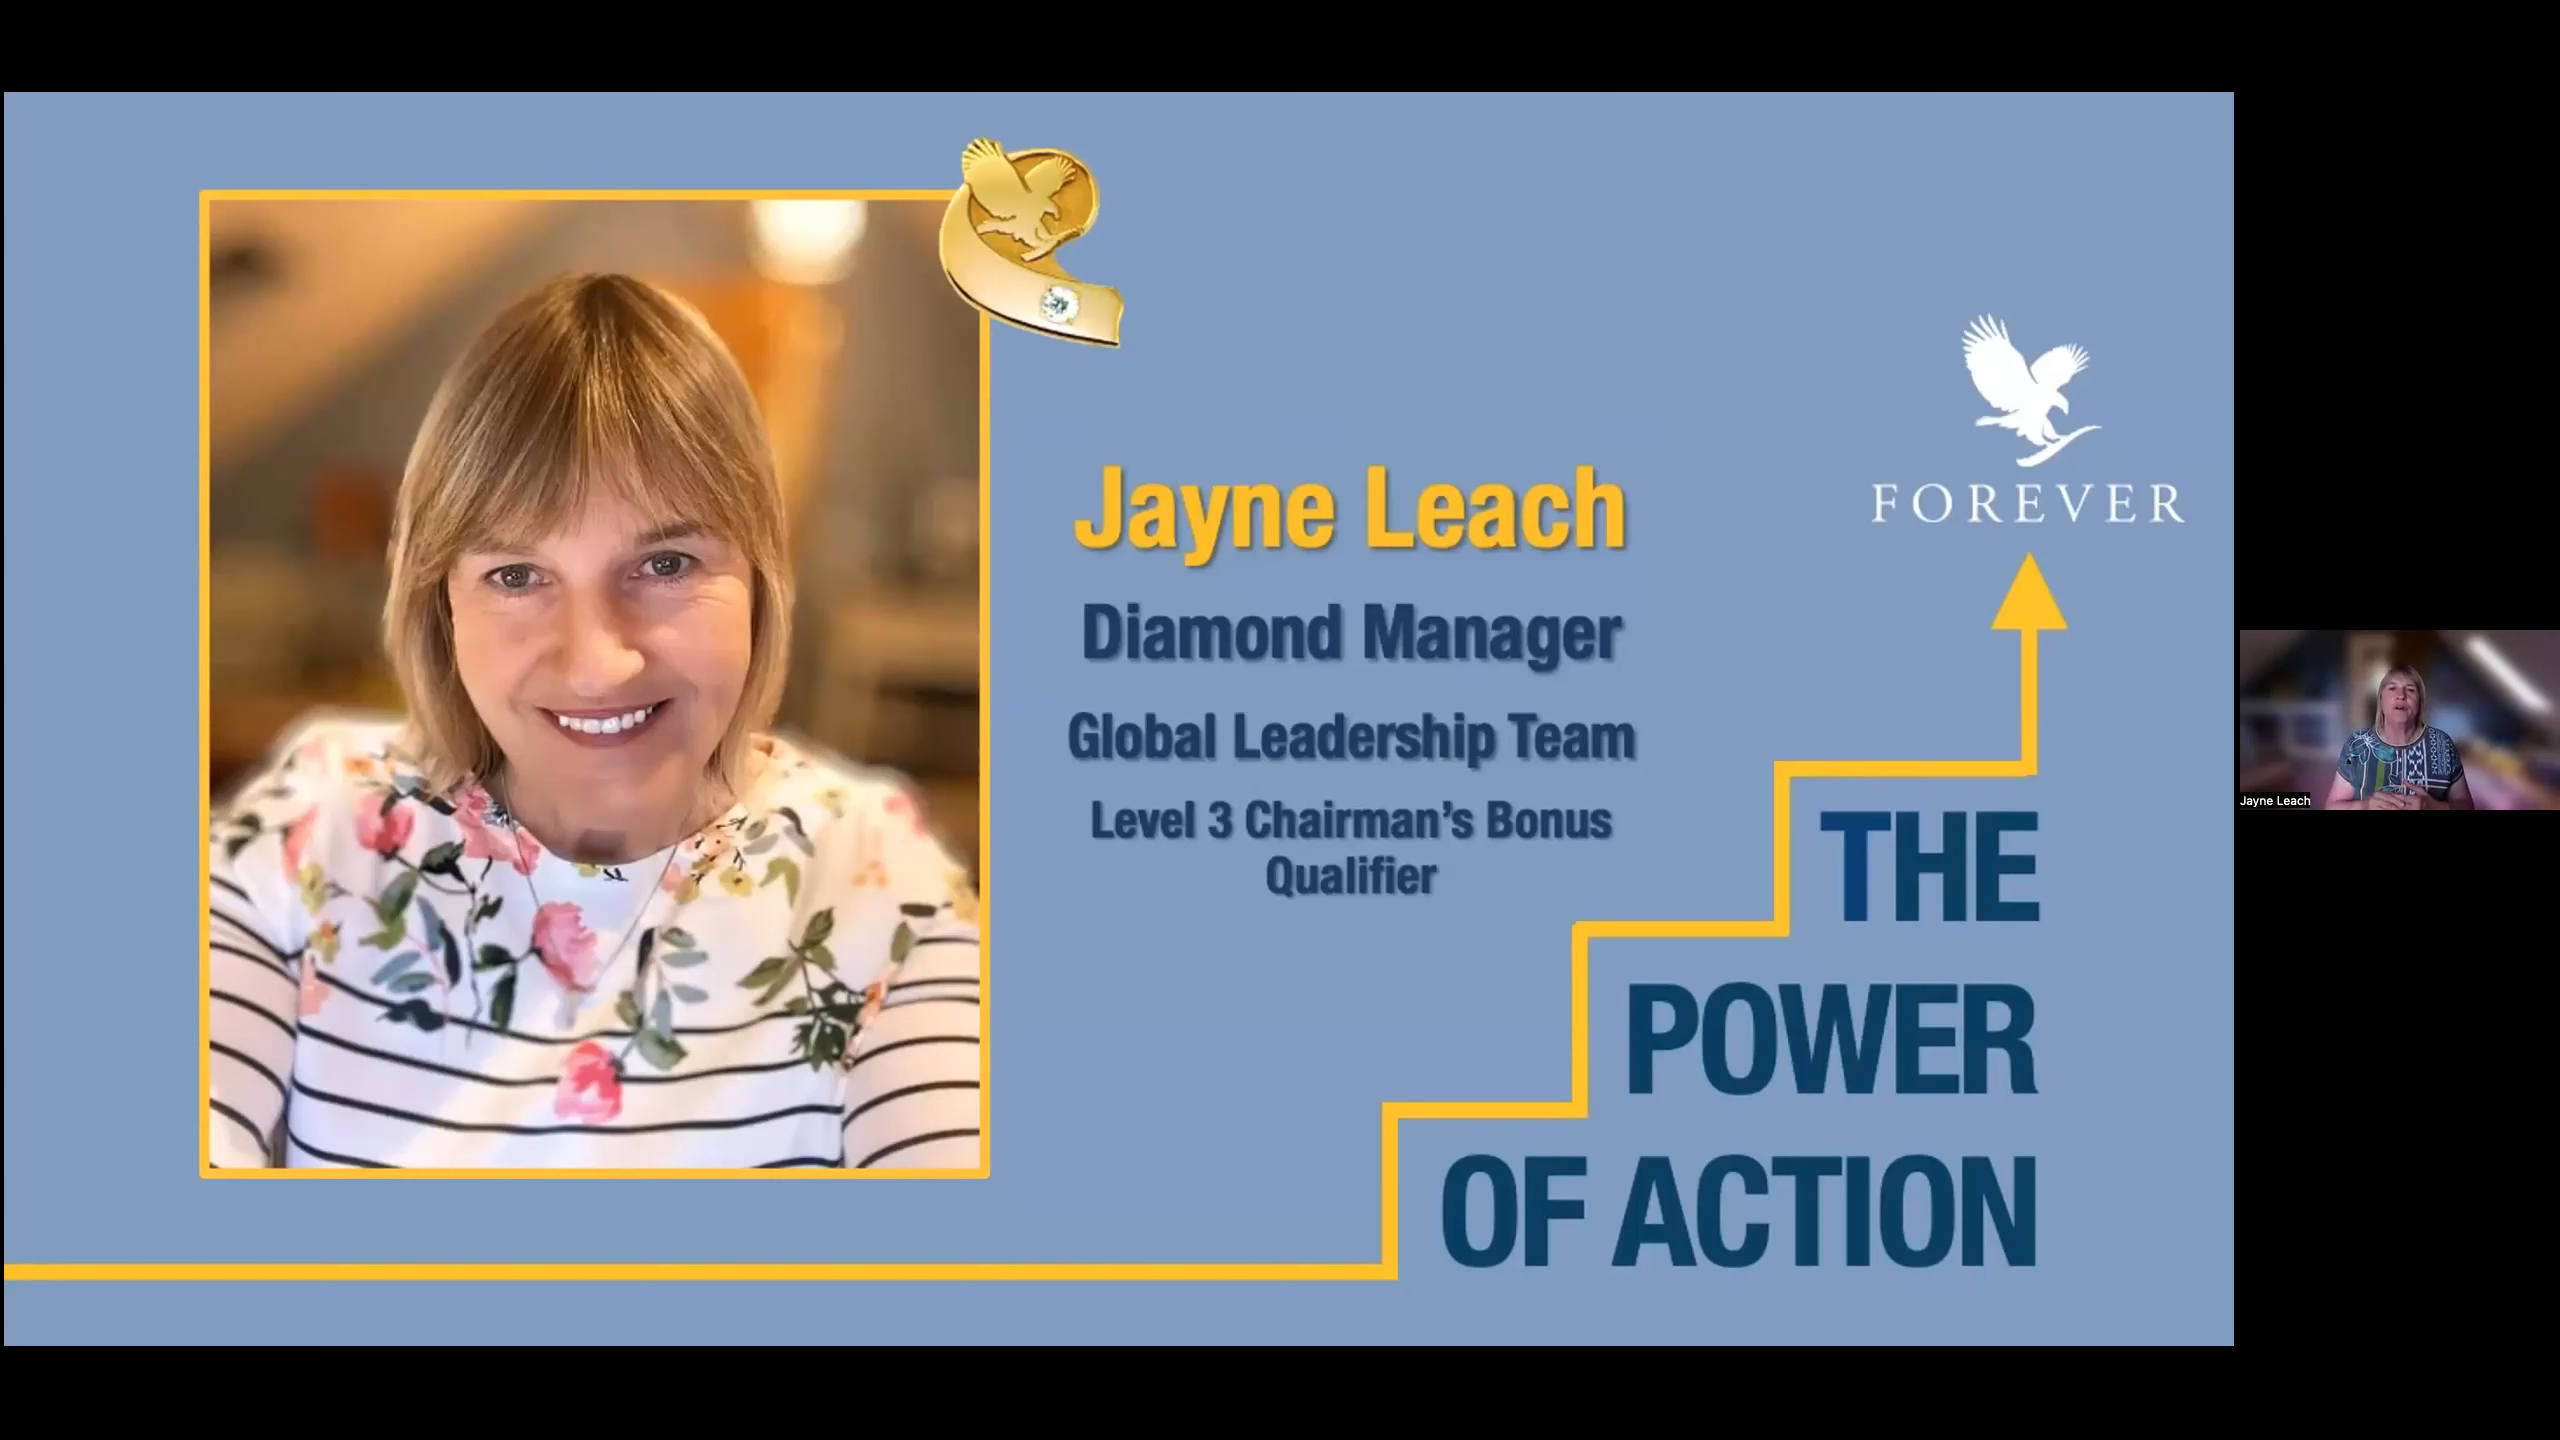 Jayne Leach
Diamond Manager
Global Leadership Team
Level 3 Chairman’s Bonus
Qualifier
FOREVER
THE
POWER
OF ACTION
Jayne Leach